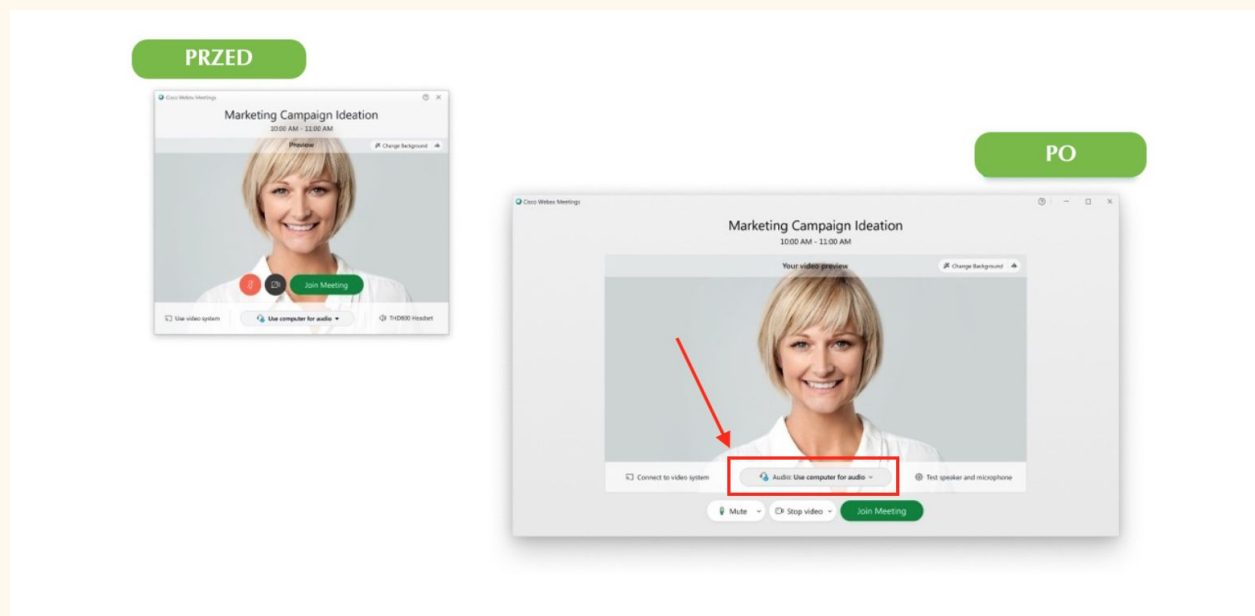 PRZED
Cisco Webex Meetings
Marketing Campaign Ideation
10:00 AM - 11:00 AM
Preview
Change Background
Join Meeting
Use video system
Use computer for audio
THD800 Headset
PO
Cisco Webex Meetings
Marketing Campaign Ideation
10:00 AM - 11:00 AM
Your video preview
Change Background
Connect to video system
Audio: Use computer for audio
Test speaker and microphone
Mute
Stop video
Join Meeting